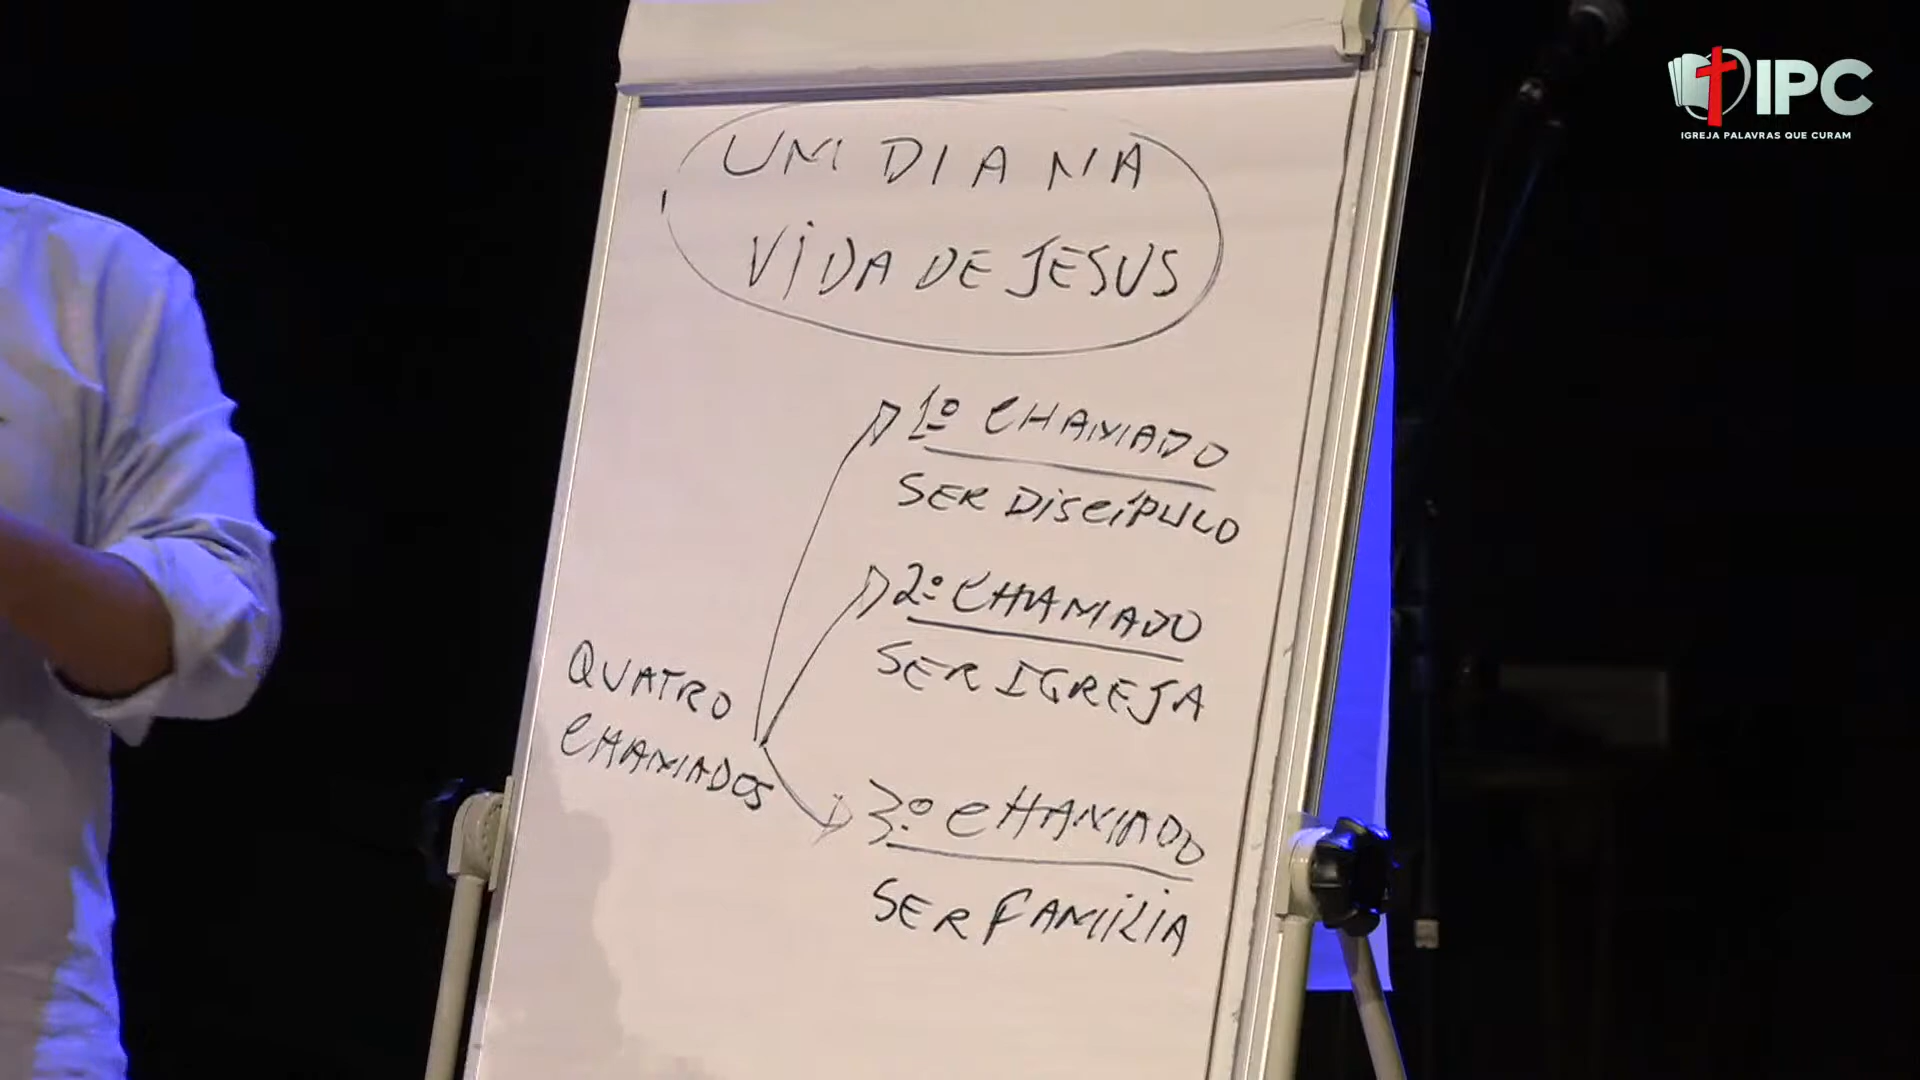 UM DIA NA
VIDA DE JESUS
1º CHAMADO
SER DISCÍPULO
2º CHAMADO
SER IGREJA
QUATRO
CHAMADOS
3º CHAMADO
SER FAMÍLIA
IPC
IGREJA PALAVRAS QUE CURAM